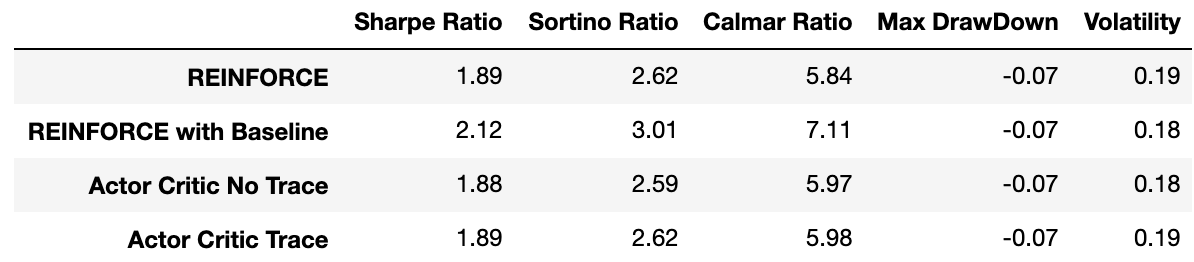 Sharpe Ratio Sortino Ratio Calmar Ratio Max DrawDown Volatility
REINFORCE 1.89 2.62 5.84 -0.07 0.19
REINFORCE with Baseline 2.12 3.01 7.11 -0.07 0.18
Actor Critic No Trace 1.88 2.59 5.97 -0.07 0.18
Actor Critic Trace 1.89 2.62 5.98 -0.07 0.19